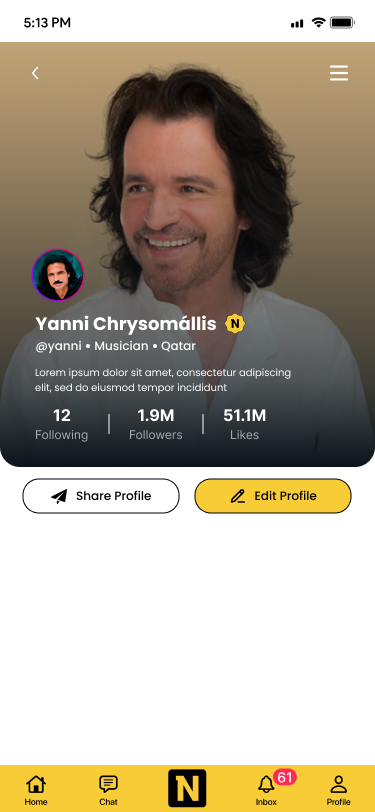 5:13 PM
Yanni Chrysomállis N
@yanni • Musician • Qatar
Lorem ipsum dolor sit amet, consectetur adipiscing
elit, sed do eiusmod tempor incididunt
12 1.9M 51.1M
Following Followers Likes
Share Profile Edit Profile
61
N
Home Chat Inbox Profile